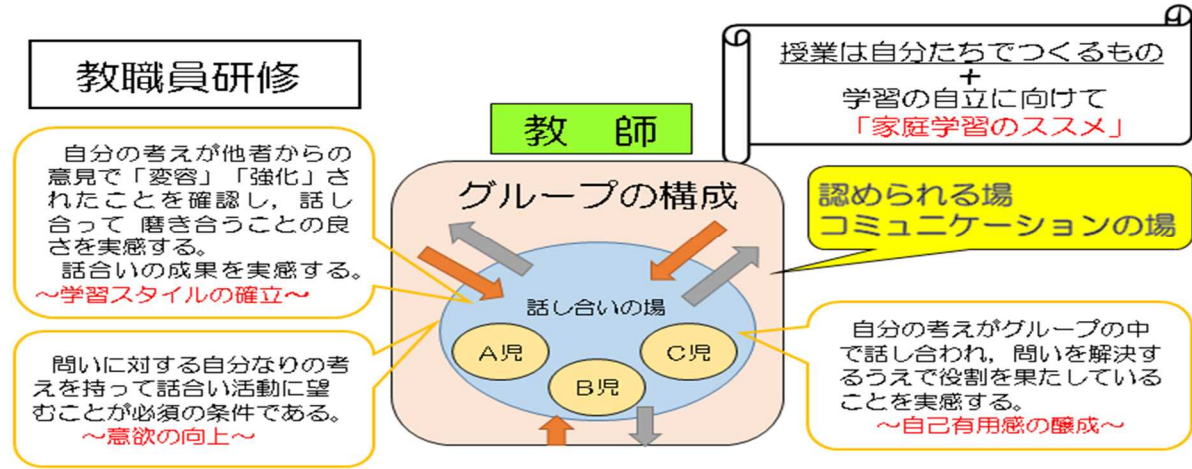 教職員研修
授業は自分たちでつくるもの
+
学習の自立に向けて
「家庭学習のススメ」
教 師
自分の考えが他者からの
意見で「変容」「強化」さ
れたことを確認し，話し
合って 磨き合うことの良
さを実感する。
話合いの成果を実感する。
～学習スタイルの確立～
グループの構成
認められる場
コミュニケーションの場
話し合いの場
A児
B児
C児
問いに対する自分なりの考
えを持って話合い活動に望
むことが必須の条件である。
～意欲の向上～
自分の考えがグループの中
で話し合われ，問いを解決す
るうえで役割を果たしている
ことを実感する。
～自己有用感の醸成～